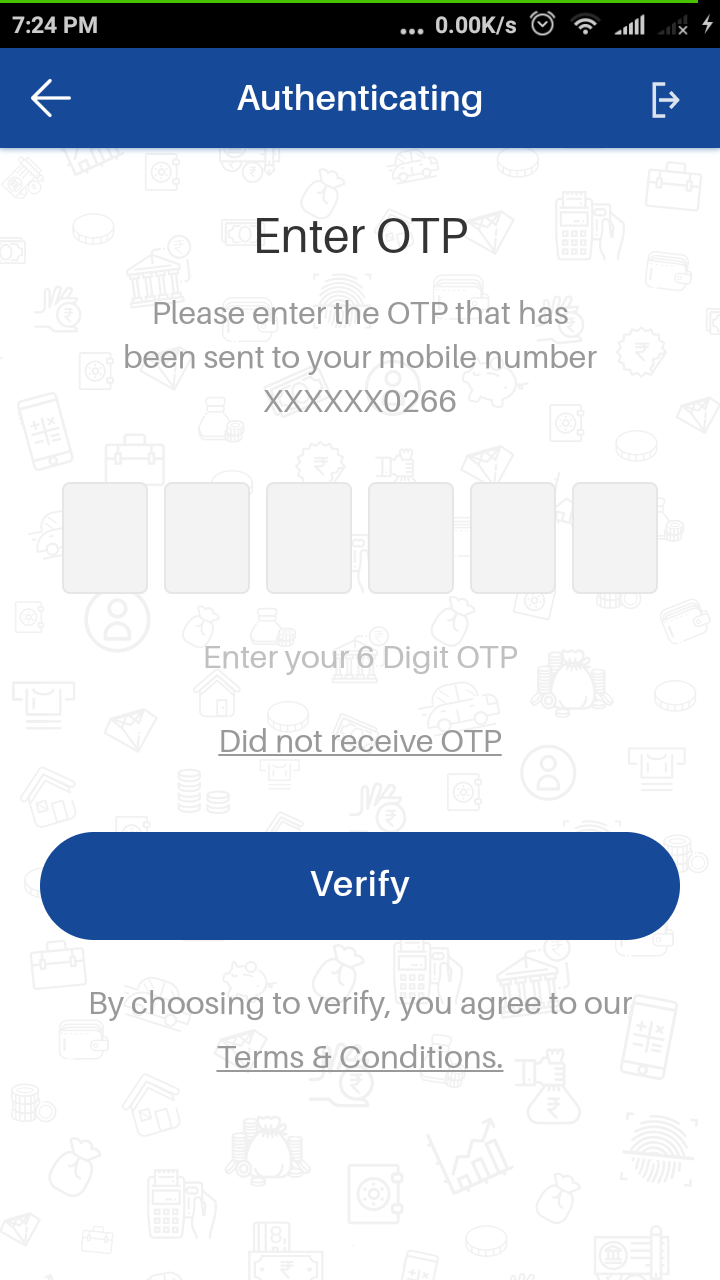 7:24 PM ... 0.00K/s
Authenticating
Enter OTP
Please enter the OTP that has
been sent to your mobile number
XXXXXX0266
Enter your 6 Digit OTP
Did not receive OTP
Verify
By choosing to verify, you agree to our
Terms & Conditions.